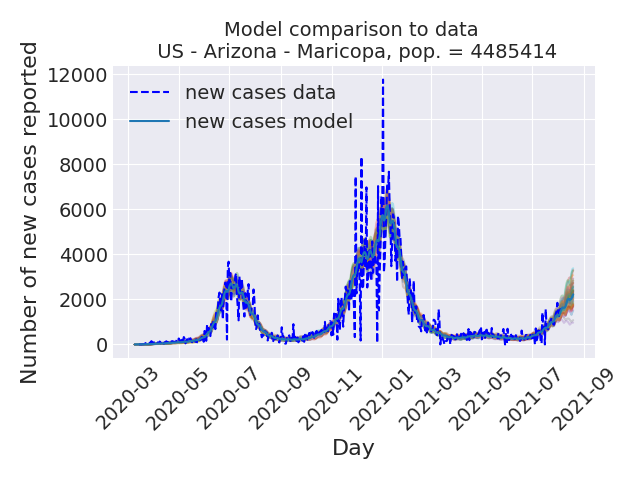 Model comparison to data
US - Arizona - Maricopa, pop. = 4485414
12000
10000
8000
6000
4000
2000
0
Number of new cases reported
new cases data
new cases model
2020-03
2020-05
2020-07
2020-09
2020-11
2021-01
2021-03
2021-05
2021-07
2021-09
Day